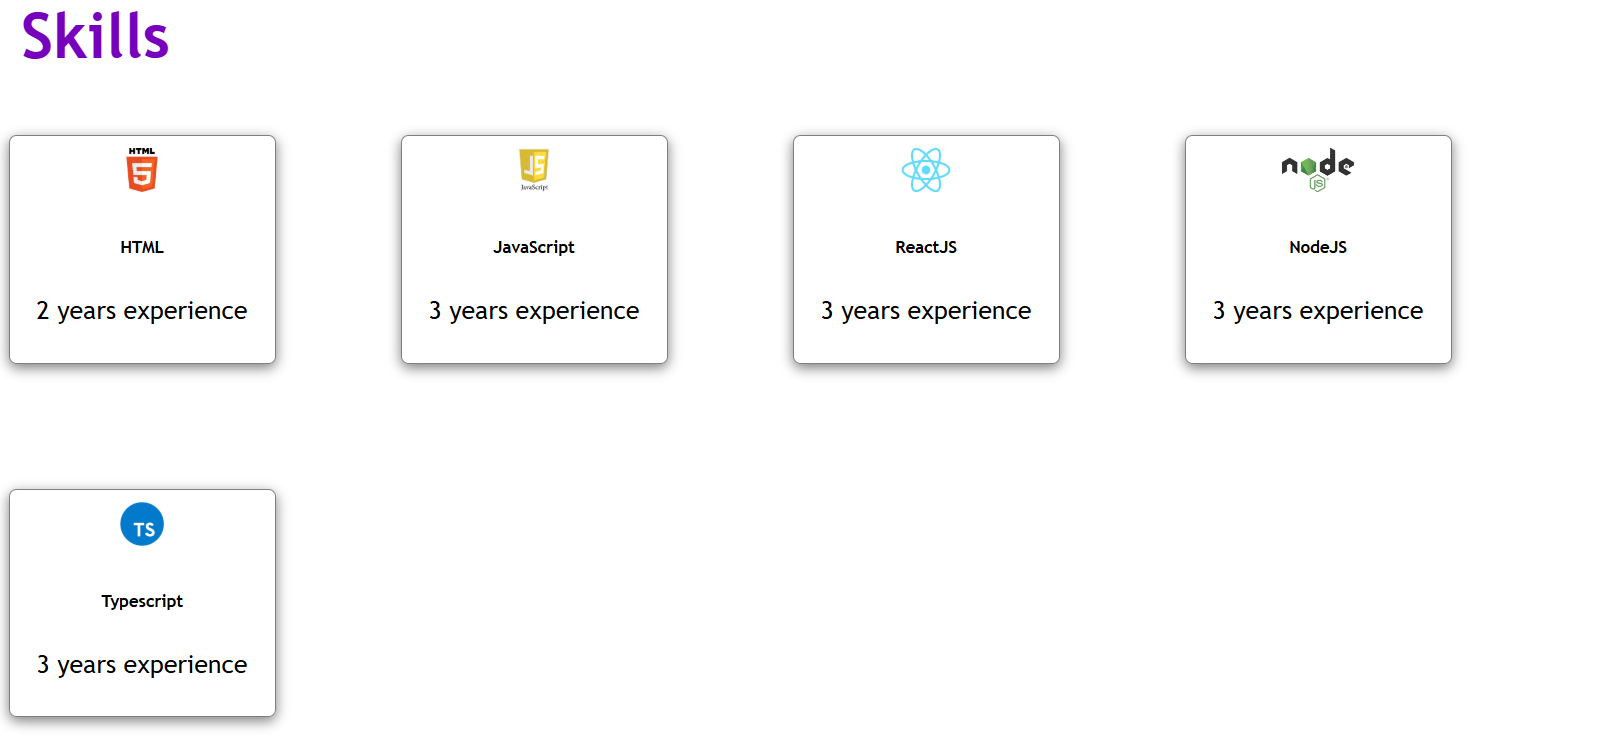 Skills
HTML
5
HTML
2 years experience
JS
JavaScript
JavaScript
3 years experience
ReactJS
3 years experience
node
JS
NodeJS
3 years experience
TS
Typescript
3 years experience